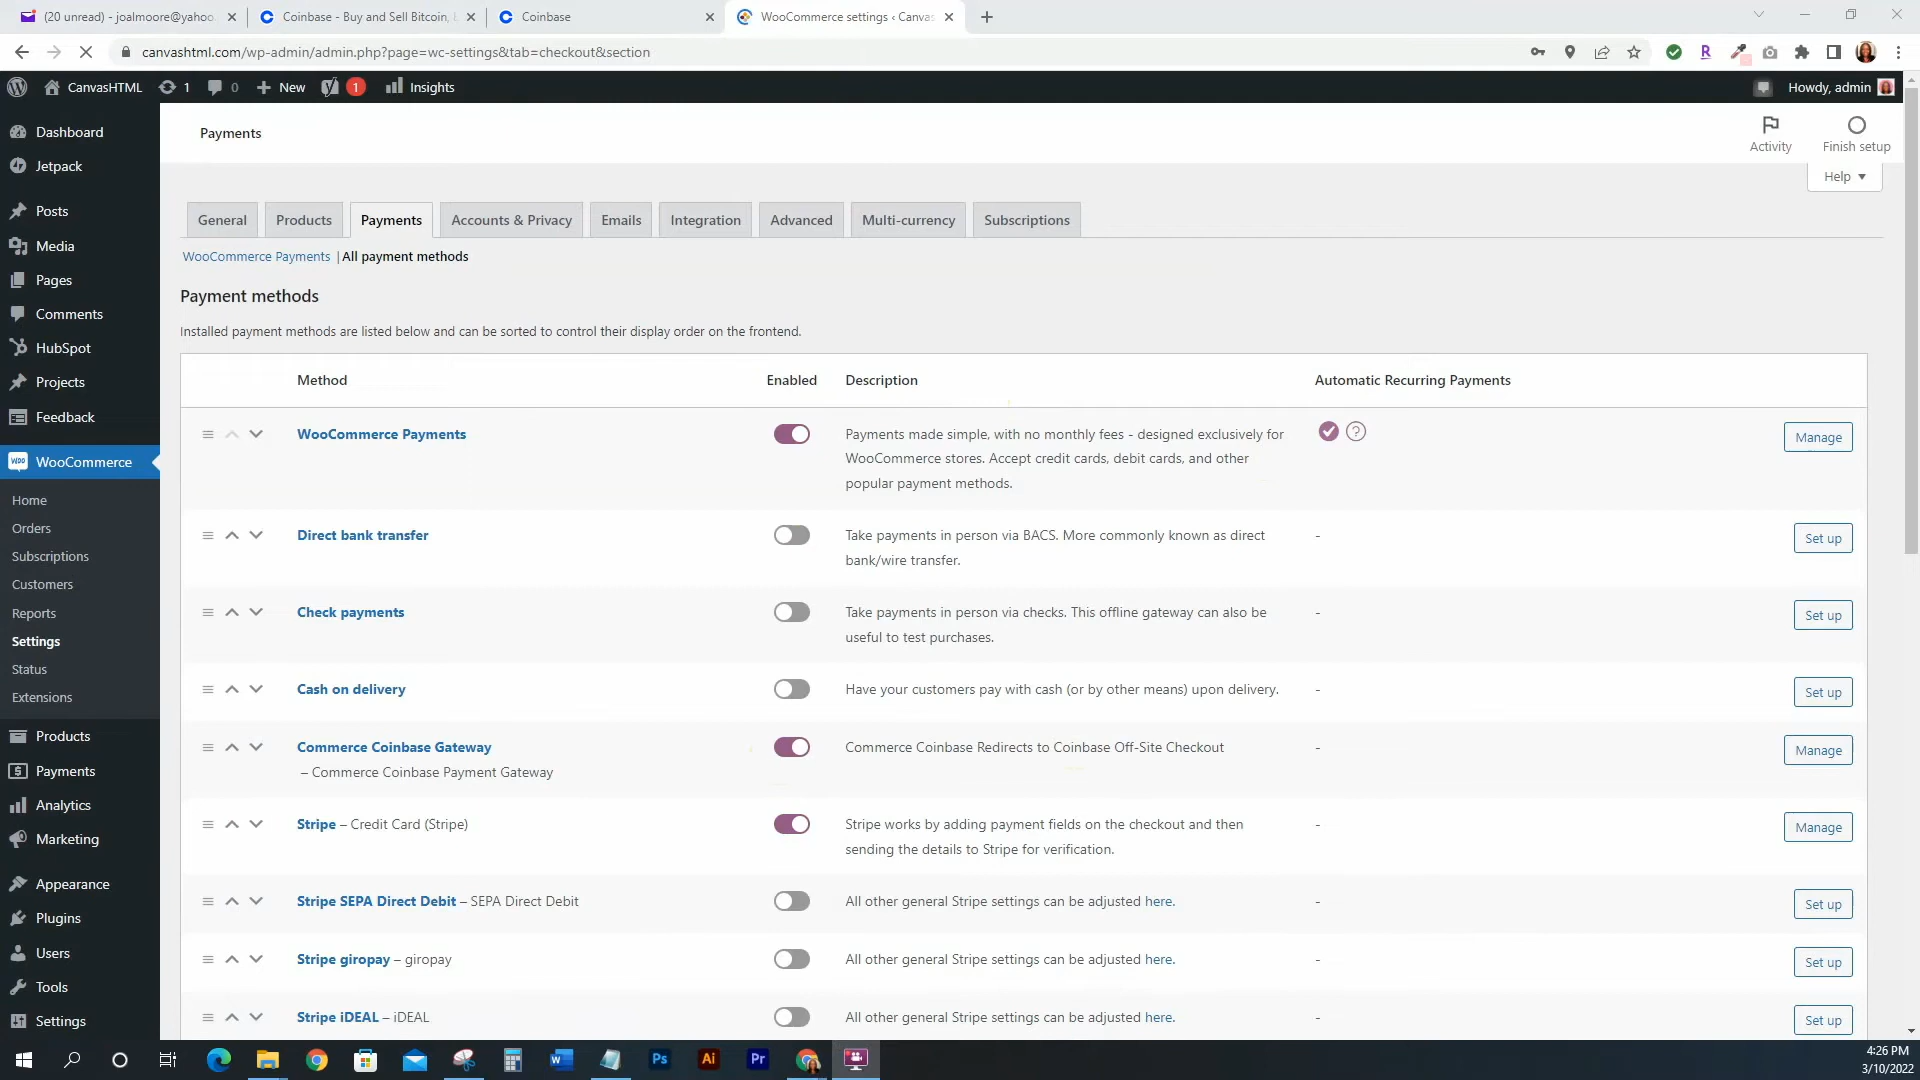 (20 unread) - joalmoore@yahoo.
Coinbase - Buy and Sell Bitcoin,
Coinbase
WooCommerce settings ‹ Canvas
canvashtml.com/wp-admin/admin.php?page=wc-settings&tab=checkout&section
CanvasHTML
1
0
New
1
Insights
Howdy, admin
Dashboard
Jetpack
Posts
Media
Pages
Comments
HubSpot
Projects
Feedback
WooCommerce
Home
Orders
Subscriptions
Customers
Reports
Settings
Status
Extensions
Products
Payments
Analytics
Marketing
Appearance
Plugins
Users
Tools
Settings
Payments
Activity
Finish setup
Help
General
Products
Payments
Accounts & Privacy
Emails
Integration
Advanced
Multi-currency
Subscriptions
WooCommerce Payments | All payment methods
Payment methods
Installed payment methods are listed below and can be sorted to control their display order on the frontend.
Method Enabled Description Automatic Recurring Payments
WooCommerce Payments
Payments made simple, with no monthly fees - designed exclusively for
WooCommerce stores. Accept credit cards, debit cards, and other
popular payment methods.
?
Manage
Direct bank transfer
Take payments in person via BACS. More commonly known as direct
bank/wire transfer.
-
Set up
Check payments
Take payments in person via checks. This offline gateway can also be
useful to test purchases.
-
Set up
Cash on delivery
Have your customers pay with cash (or by other means) upon delivery.
-
Set up
Commerce Coinbase Gateway
– Commerce Coinbase Payment Gateway
Commerce Coinbase Redirects to Coinbase Off-Site Checkout
-
Manage
Stripe – Credit Card (Stripe)
Stripe works by adding payment fields on the checkout and then
sending the details to Stripe for verification.
-
Manage
Stripe SEPA Direct Debit – SEPA Direct Debit
All other general Stripe settings can be adjusted here.
-
Set up
Stripe giropay – giropay
All other general Stripe settings can be adjusted here.
-
Set up
Stripe iDEAL – iDEAL
All other general Stripe settings can be adjusted here.
-
Set up
Ps
Ai
Pr
4:26 PM
3/10/2022